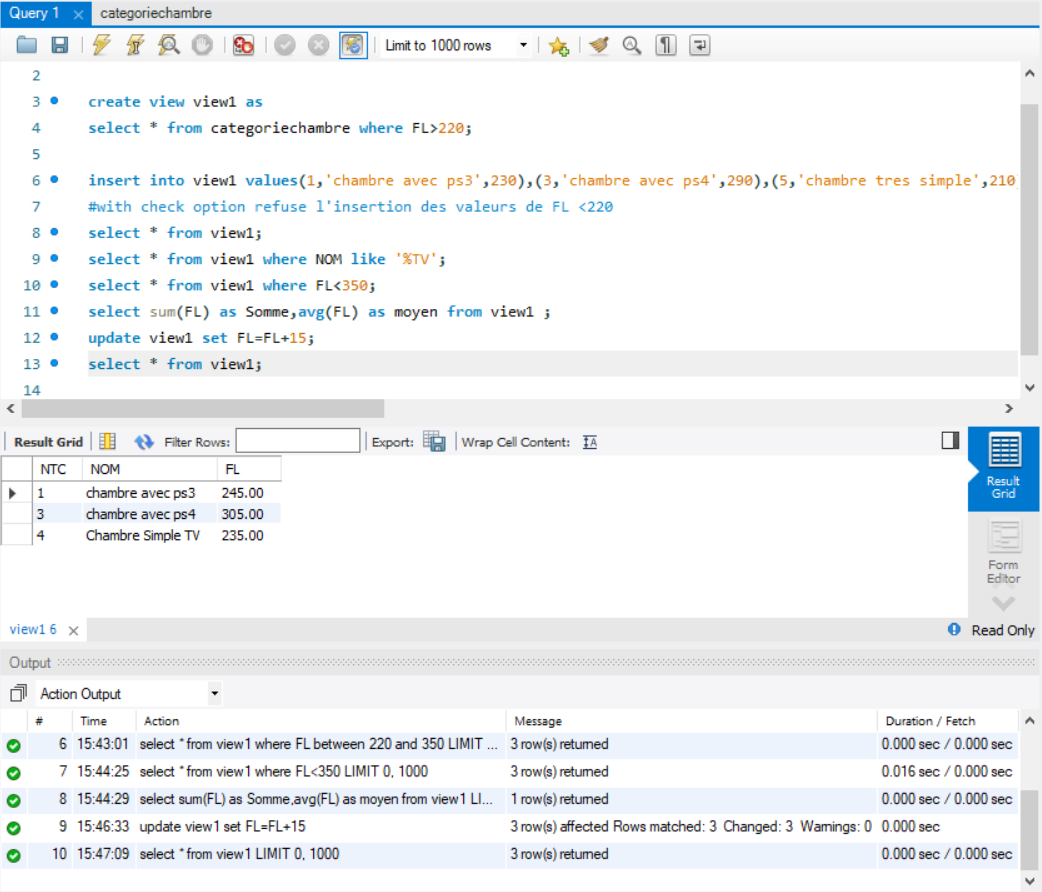 Query 1 × categoriechambre
Limit to 1000 rows
2
3 create view view1 as
4 select * from categoriechambre where FL>220;
5
6 insert into view1 values(1,'chambre avec ps3',230),(3,'chambre avec ps4',290),(5,'chambre tres simple',210
7 #with check option refuse l'insertion des valeurs de FL <220
8 select * from view1;
9 select * from view1 where NOM like '%TV';
10 select * from view1 where FL<350;
11 select sum(FL) as Somme,avg(FL) as moyen from view1 ;
12 update view1 set FL=FL+15;
13 select * from view1;
14
Result Grid Filter Rows: Export: Wrap Cell Content:
NTC NOM FL
1 chambre avec ps3 245.00
3 chambre avec ps4 305.00
4 Chambre Simple TV 235.00
Result
Grid
Form
Editor
view1 6 × Read Only
Output
Action Output
# Time Action Message Duration / Fetch
6 15:43:01 select * from view1 where FL between 220 and 350 LIMIT ... 3 row(s) returned 0.000 sec / 0.000 sec
7 15:44:25 select * from view1 where FL<350 LIMIT 0, 1000 3 row(s) returned 0.016 sec / 0.000 sec
8 15:44:29 select sum(FL) as Somme,avg(FL) as moyen from view1 LI... 1 row(s) returned 0.000 sec / 0.000 sec
9 15:46:33 update view1 set FL=FL+15 3 row(s) affected Rows matched: 3 Changed: 3 Warnings: 0 0.000 sec
10 15:47:09 select * from view1 LIMIT 0, 1000 3 row(s) returned 0.000 sec / 0.000 sec